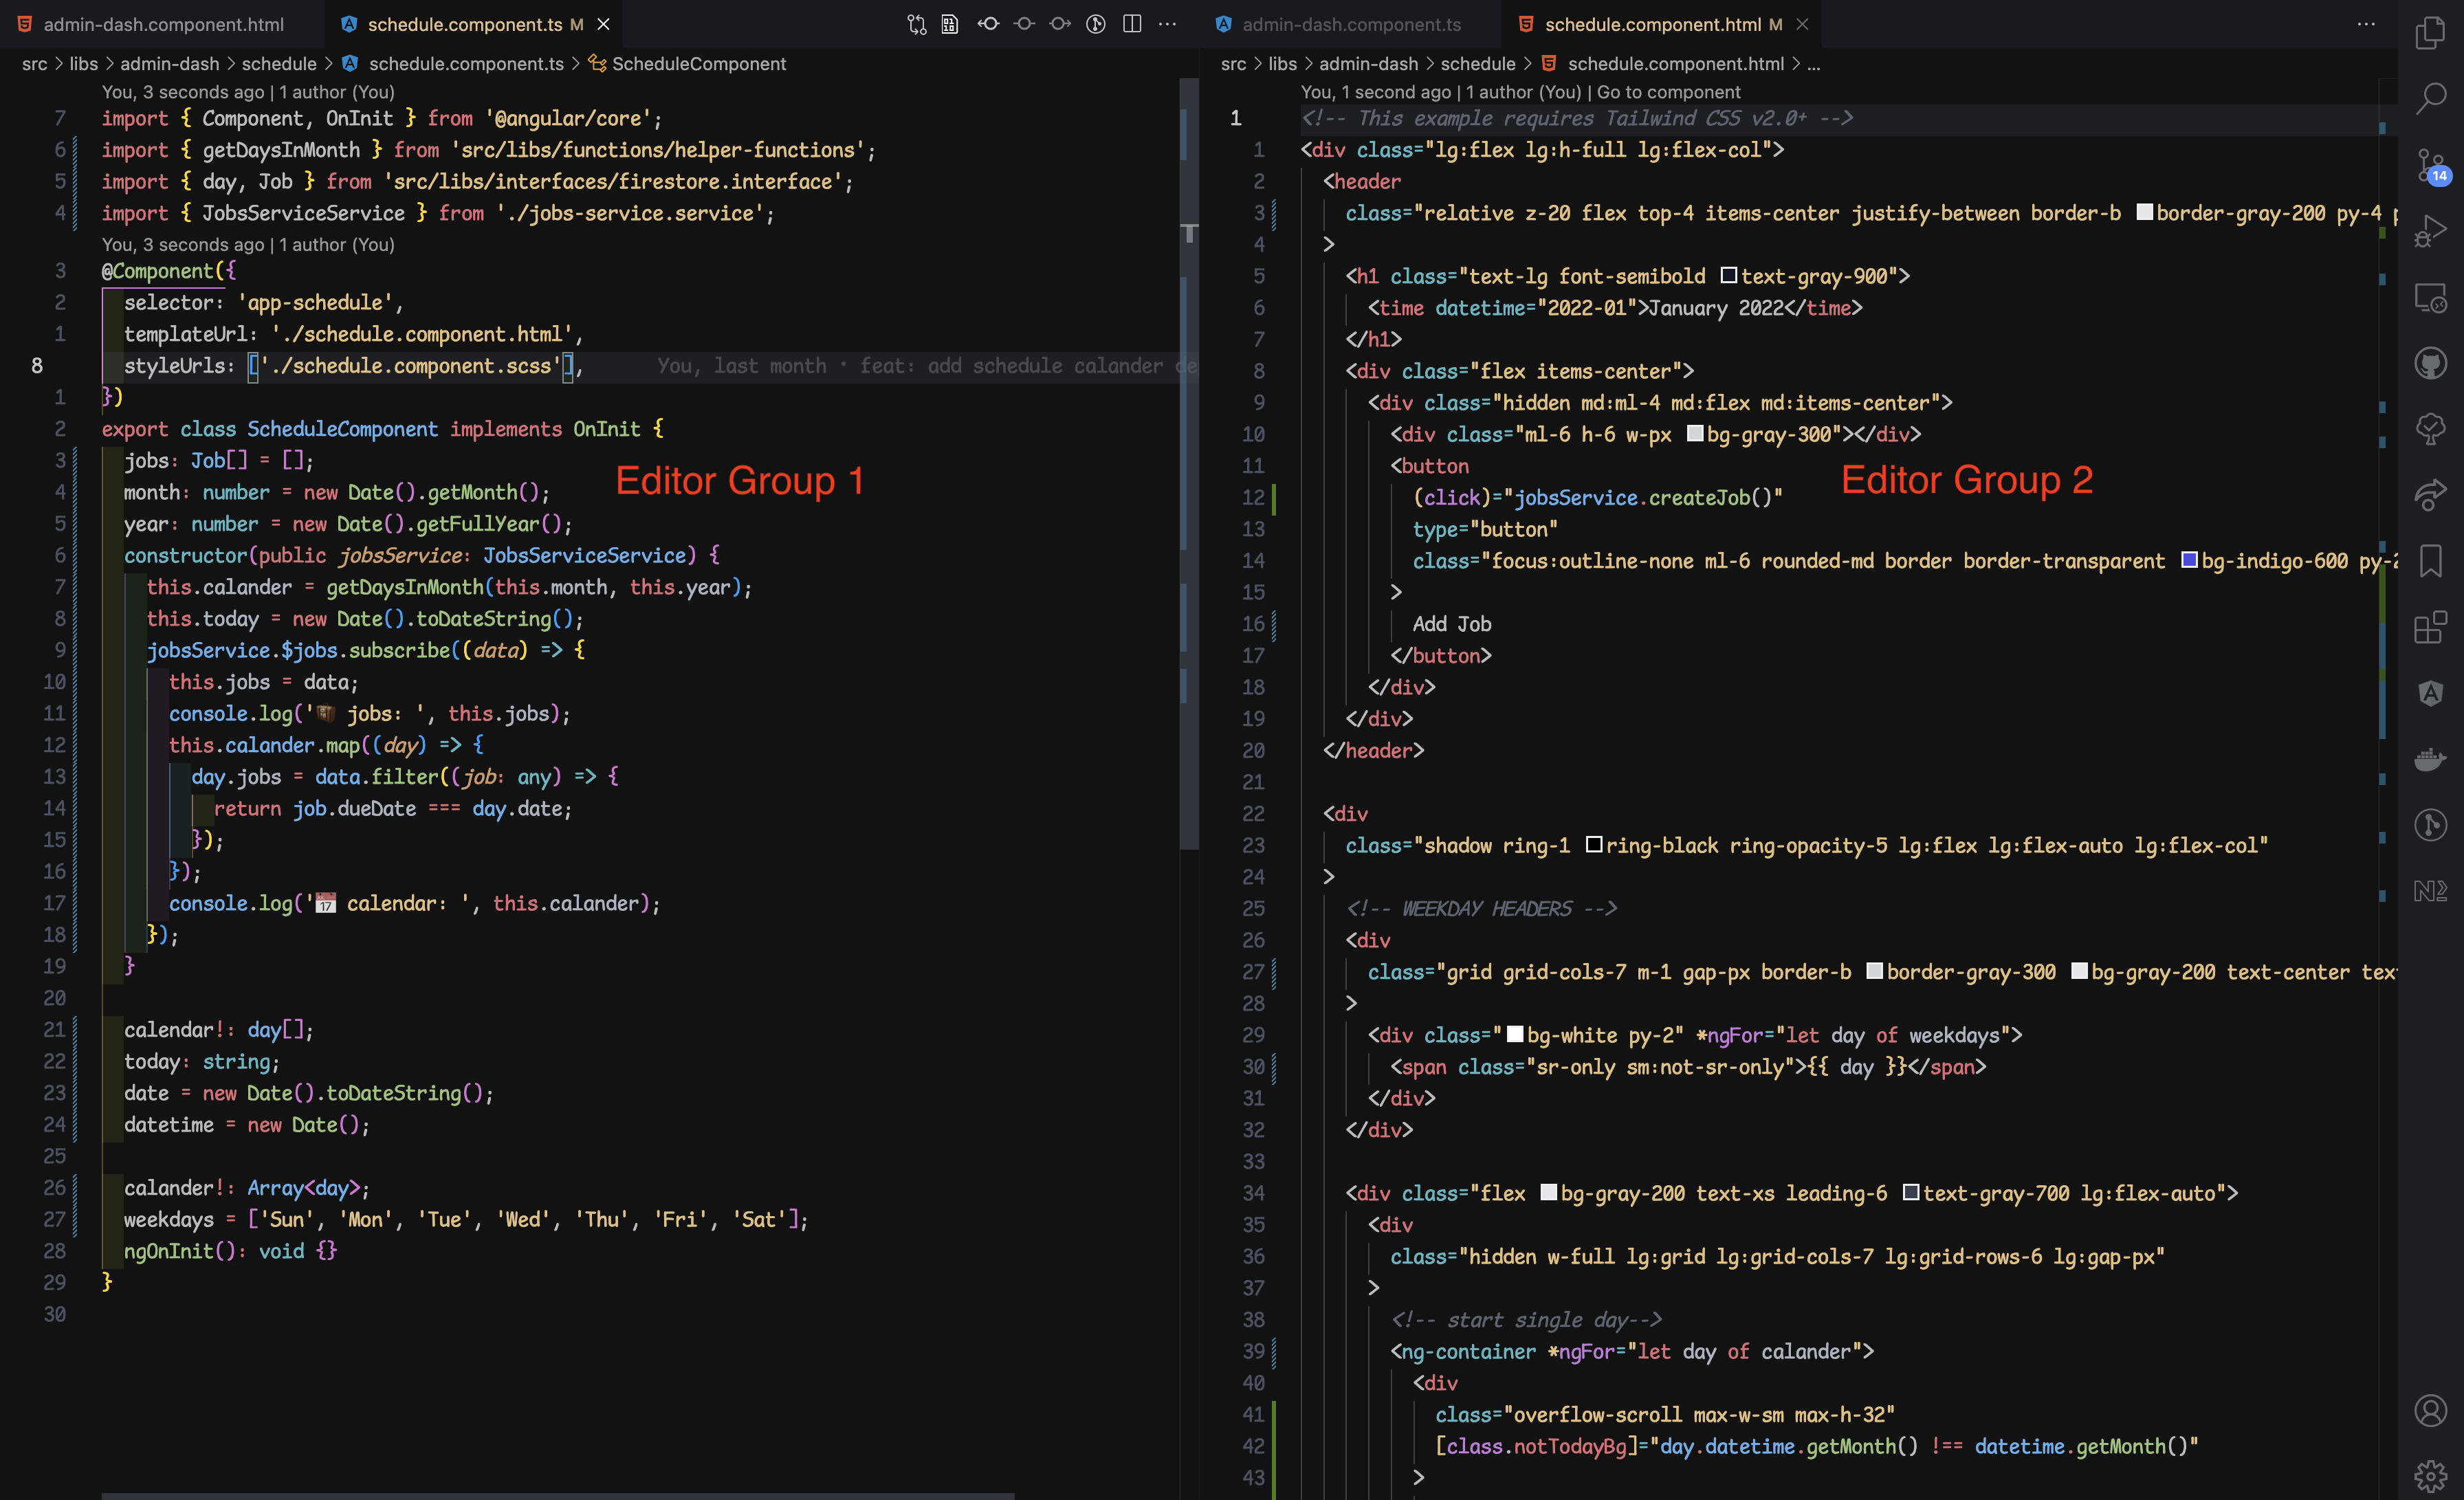 admin-dash.component.html
schedule.component.ts M
src > libs > admin-dash > schedule > schedule.component.ts > ScheduleComponent
You, 3 seconds ago | 1 author (You)
7 import { Component, OnInit } from '@angular/core';
6 import { getDaysInMonth } from 'src/libs/functions/helper-functions';
5 import { day, Job } from 'src/libs/interfaces/firestore.interface';
4 import { JobsServiceService } from './jobs-service.service';
You, 3 seconds ago | 1 author (You)
3 @Component({
2 selector: 'app-schedule',
1 templateUrl: './schedule.component.html',
8 styleUrls: ['./schedule.component.scss'], You, last month • feat: add schedule calander de
1 })
2 export class ScheduleComponent implements OnInit {
3 jobs: Job[] = [];
4 month: number = new Date().getMonth();
5 year: number = new Date().getFullYear();
6 constructor(public jobsService: JobsServiceService) {
7 this.calander = getDaysInMonth(this.month, this.year);
8 this.today = new Date().toDateString();
9 jobsService.$jobs.subscribe((data) => {
10 this.jobs = data;
11 console.log('💼 jobs: ', this.jobs);
12 this.calander.map((day) => {
13 day.jobs = data.filter((job: any) => {
14 return job.dueDate === day.date;
15 });
16 });
17 console.log('📅 calendar: ', this.calander);
18 });
19 }
20
21 calendar!: day[];
22 today: string;
23 date = new Date().toDateString();
24 datetime = new Date();
25
26 calander!: Array<day>;
27 weekdays = ['Sun', 'Mon', 'Tue', 'Wed', 'Thu', 'Fri', 'Sat'];
28 ngOnInit(): void {}
29 }
30
Editor Group 1
admin-dash.component.ts
schedule.component.html M
src > libs > admin-dash > schedule > schedule.component.html > ...
You, 1 second ago | 1 author (You) | Go to component
1 <!-- This example requires Tailwind CSS v2.0+ -->
1 <div class="lg:flex lg:h-full lg:flex-col">
2 <header
3 class="relative z-20 flex top-4 items-center justify-between border-b border-gray-200 py-4 p
4 >
5 <h1 class="text-lg font-semibold text-gray-900">
6 <time datetime="2022-01">January 2022</time>
7 </h1>
8 <div class="flex items-center">
9 <div class="hidden md:ml-4 md:flex md:items-center">
10 <div class="ml-6 h-6 w-px bg-gray-300"></div>
11 <button
12 (click)="jobsService.createJob()"
13 type="button"
14 class="focus:outline-none ml-6 rounded-md border border-transparent bg-indigo-600 py-2
15 >
16 Add Job
17 </button>
18 </div>
19 </div>
20 </header>
21
22 <div
23 class="shadow ring-1 ring-black ring-opacity-5 lg:flex lg:flex-auto lg:flex-col"
24 >
25 <!-- WEEKDAY HEADERS -->
26 <div
27 class="grid grid-cols-7 m-1 gap-px border-b border-gray-300 bg-gray-200 text-center tex
28 >
29 <div class="bg-white py-2" *ngFor="let day of weekdays">
30 <span class="sr-only sm:not-sr-only">{{ day }}</span>
31 </div>
32 </div>
33
34 <div class="flex bg-gray-200 text-xs leading-6 text-gray-700 lg:flex-auto">
35 <div
36 class="hidden w-full lg:grid lg:grid-cols-7 lg:grid-rows-6 lg:gap-px"
37 >
38 <!-- start single day-->
39 <ng-container *ngFor="let day of calander">
40 <div
41 class="overflow-scroll max-w-sm max-h-32"
42 [class.notTodayBg]="day.datetime.getMonth() !== datetime.getMonth()"
43 >
Editor Group 2
14